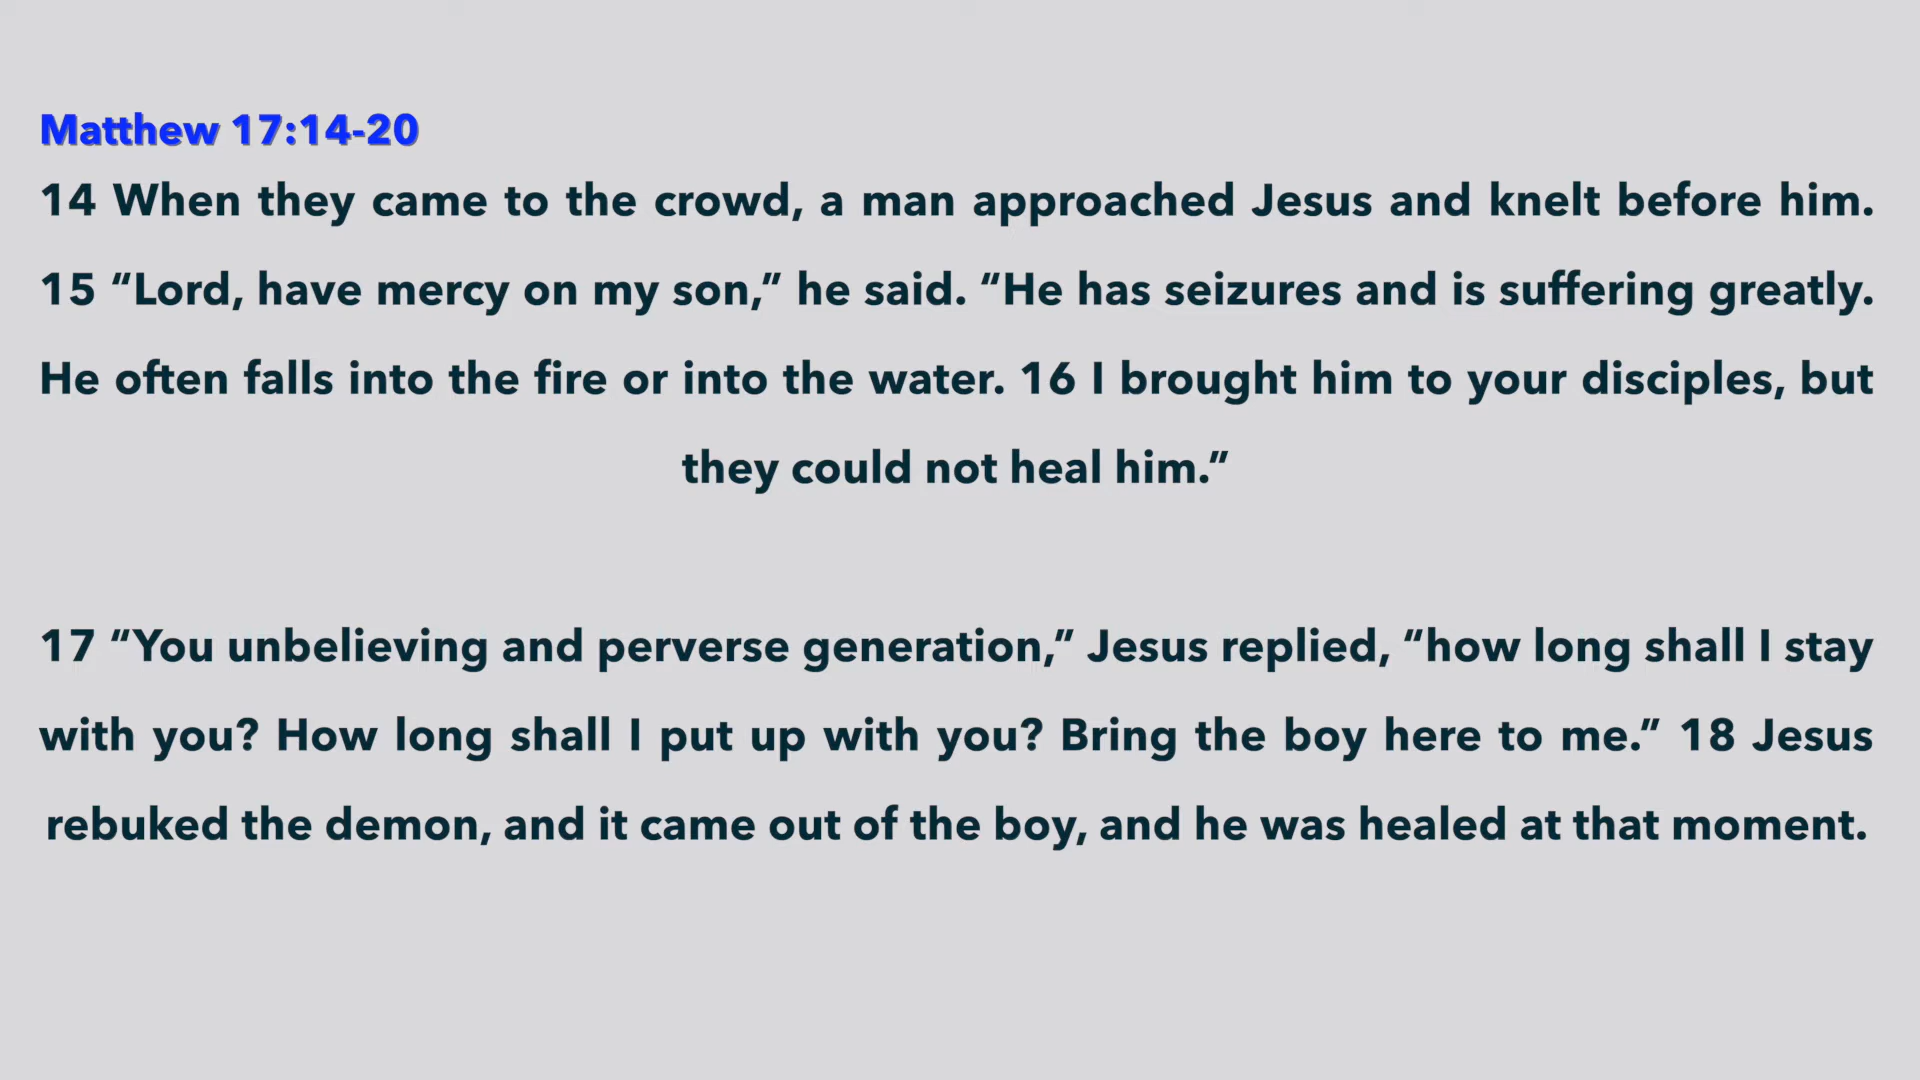 Matthew 17:14-20
14 When they came to the crowd, a man approached Jesus and knelt before him.
15 “Lord, have mercy on my son,” he said. “He has seizures and is suffering greatly.
He often falls into the fire or into the water. 16 I brought him to your disciples, but
they could not heal him.”
17 “You unbelieving and perverse generation,” Jesus replied, “how long shall I stay
with you? How long shall I put up with you? Bring the boy here to me.” 18 Jesus
rebuked the demon, and it came out of the boy, and he was healed at that moment.